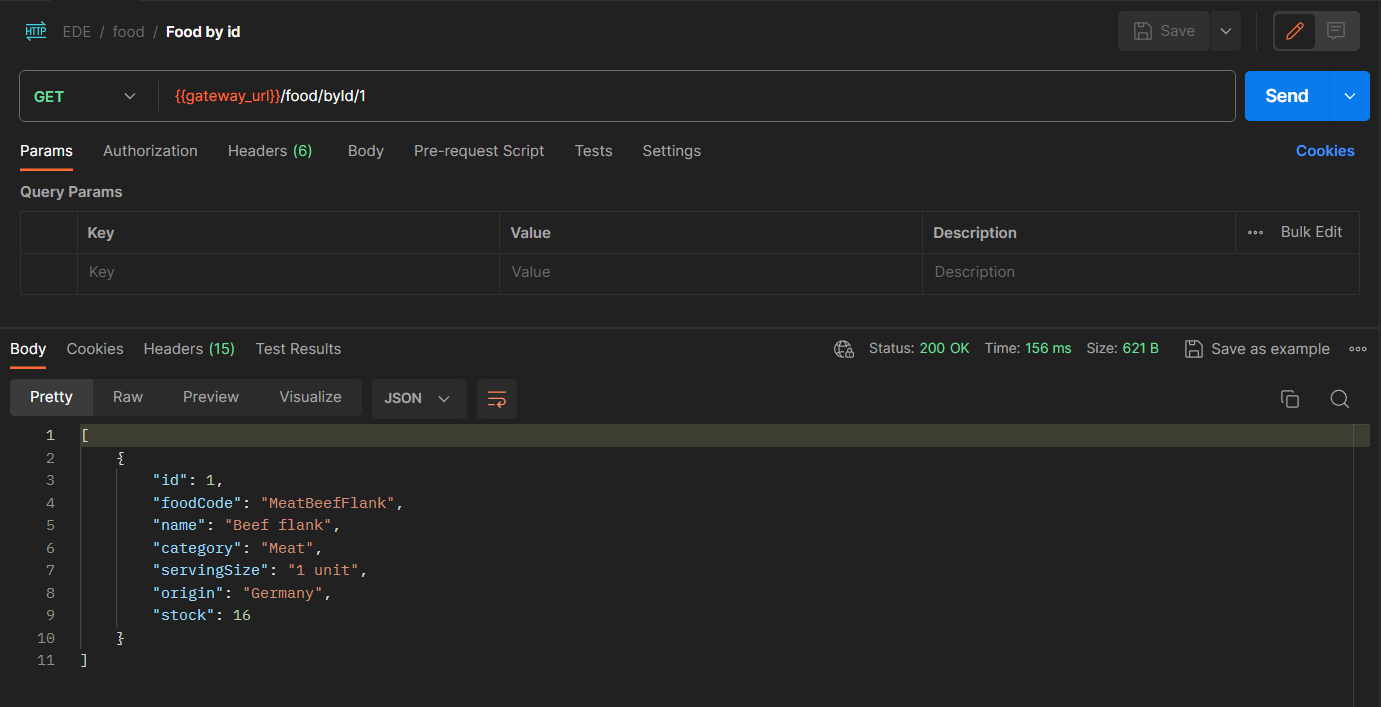 HTTP EDE / food / Food by id Save
GET {{gateway_url}}/food/byId/1 Send
Params Authorization Headers (6) Body Pre-request Script Tests Settings Cookies
Query Params
Key Value Description Bulk Edit
Key Value Description
Body Cookies Headers (15) Test Results Status: 200 OK Time: 156 ms Size: 621 B Save as example
Pretty Raw Preview Visualize JSON
1 [
2 {
3 "id": 1,
4 "foodCode": "MeatBeefFlank",
5 "name": "Beef flank",
6 "category": "Meat",
7 "servingSize": "1 unit",
8 "origin": "Germany",
9 "stock": 16
10 }
11 ]